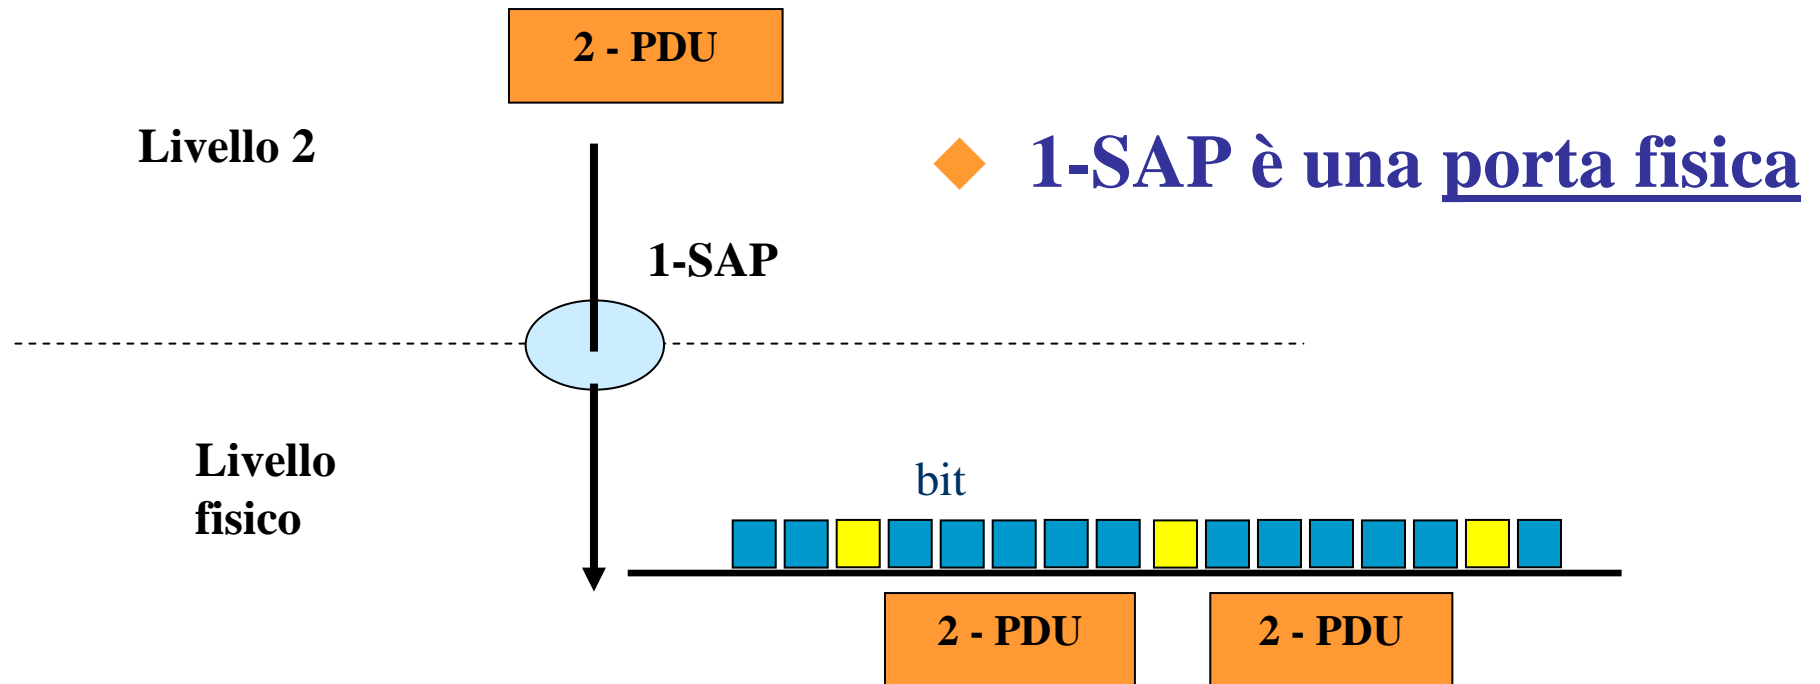 2 - PDU
Livello 2
1-SAP è una porta fisica
1-SAP
Livello
fisico
bit
2 - PDU
2 - PDU